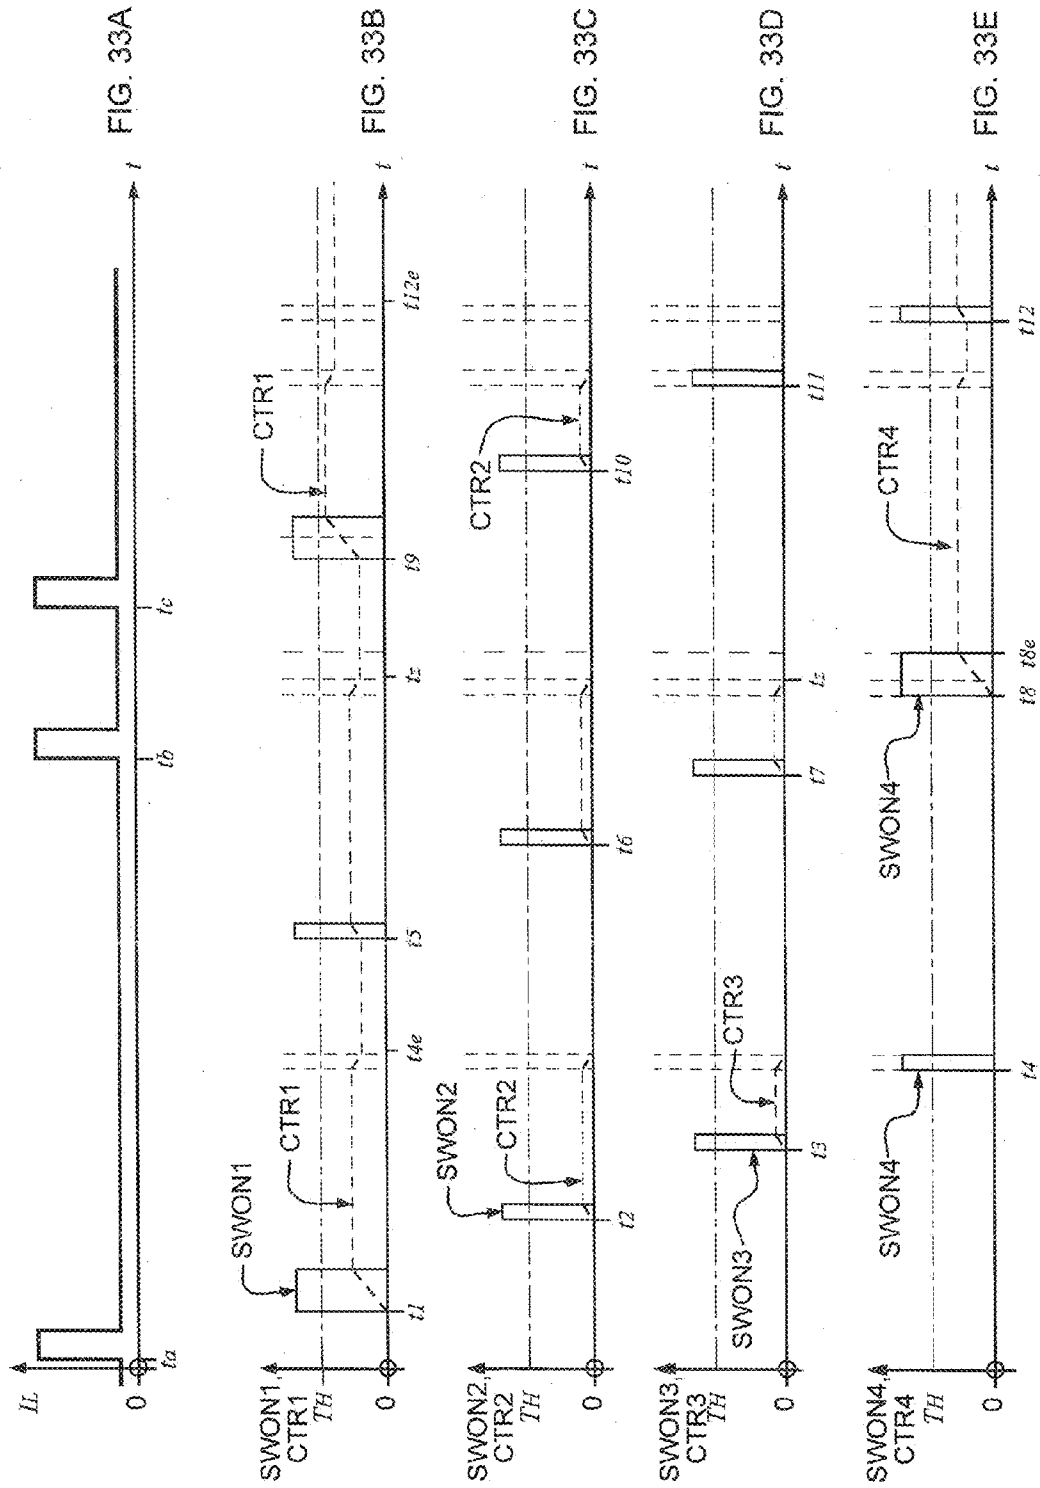 IL
0
ta
tb
tc
t
FIG. 33A
SWON1,
CTR1
TH
0
SWON1
CTR1
CTR1
t1
t4e
t5
tz
t9
t12e
t
FIG. 33B
SWON2,
CTR2
TH
0
SWON2
CTR2
CTR2
t2
t6
t10
t
FIG. 33C
SWON3,
CTR3
TH
0
SWON3
CTR3
t3
t7
tz
t11
t
FIG. 33D
SWON4,
CTR4
TH
0
SWON4
SWON4
CTR4
t4
t8
t8e
t12
t
FIG. 33E